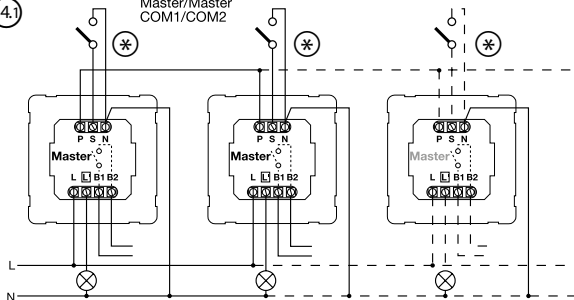 4.1
Master/Master
COM1/COM2
* * *
P S N P S N P S N
Master Master Master
L L' B1 B2 L L' B1 B2 L L' B1 B2
L
N